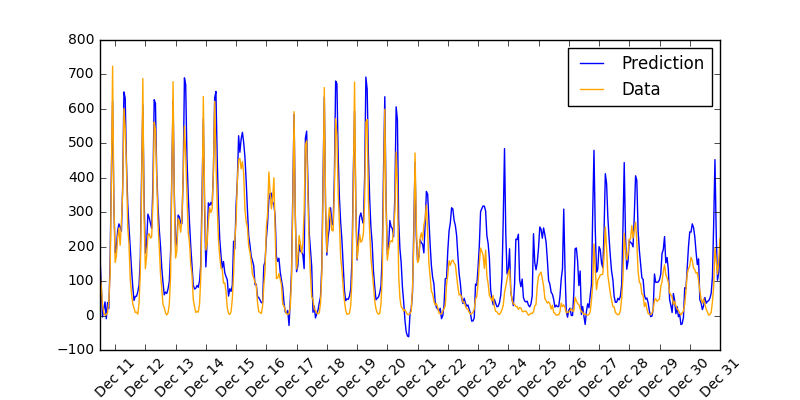 800
700
600
500
400
300
200
100
0
−100
Prediction
Data
Dec 11
Dec 12
Dec 13
Dec 14
Dec 15
Dec 16
Dec 17
Dec 18
Dec 19
Dec 20
Dec 21
Dec 22
Dec 23
Dec 24
Dec 25
Dec 26
Dec 27
Dec 28
Dec 29
Dec 30
Dec 31